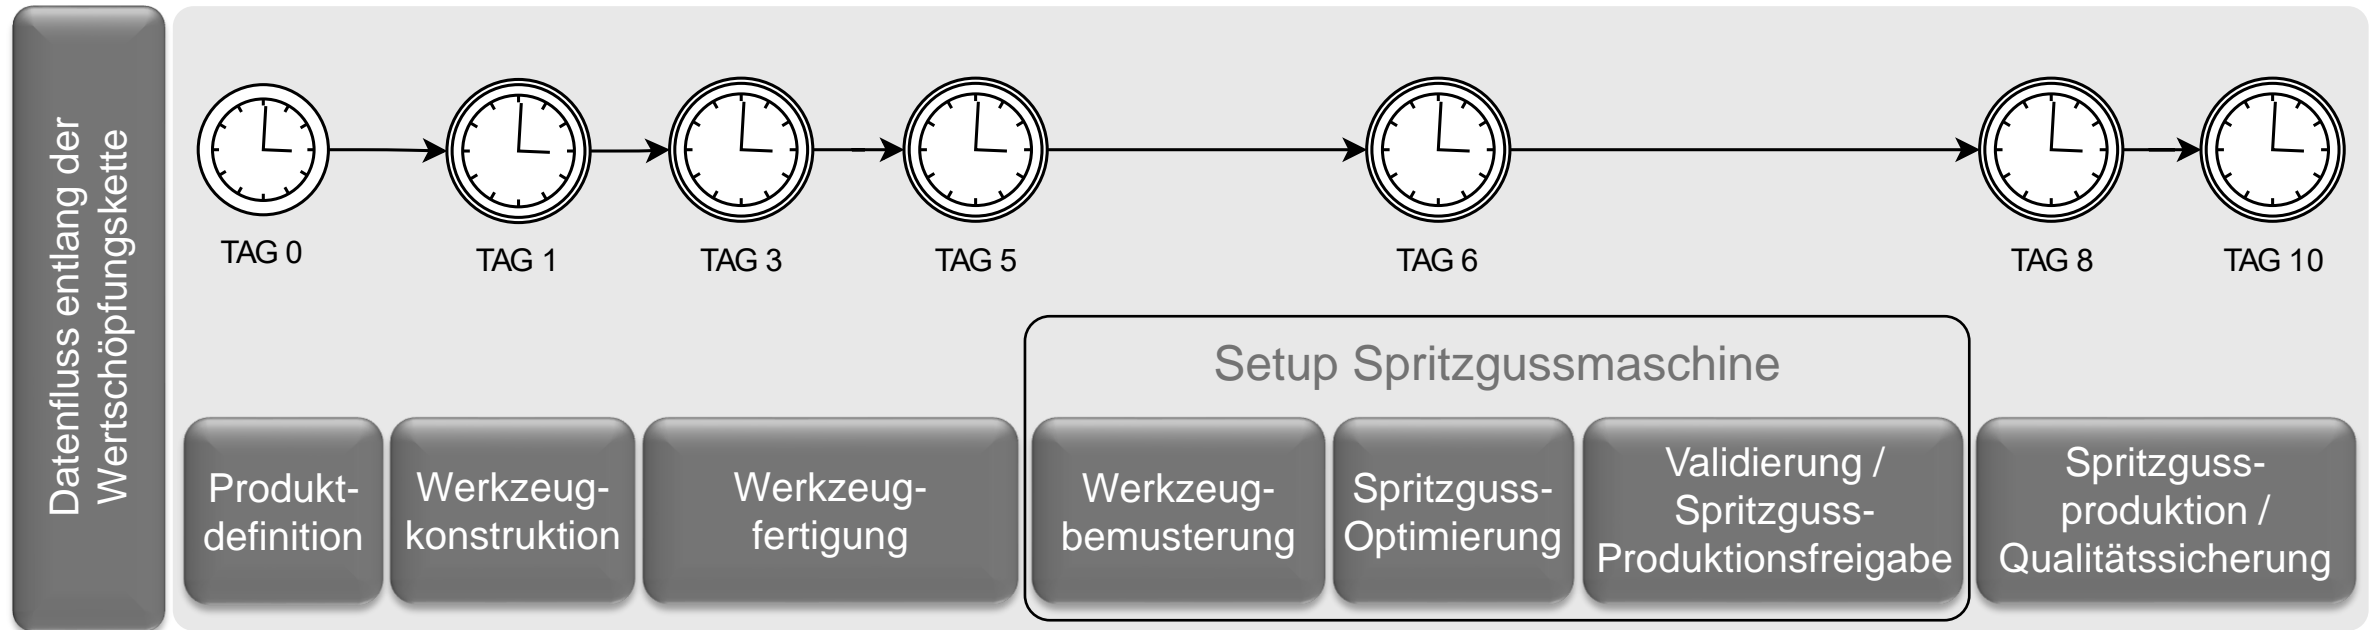 Datenfluss entlang der
Wertschöpfungskette
TAG 0
TAG 1
TAG 3
TAG 5
TAG 6
TAG 8
TAG 10
Setup Spritzgussmaschine
Produkt-
definition
Werkzeug-
konstruktion
Werkzeug-
fertigung
Werkzeug-
bemusterung
Spritzguss-
Optimierung
Validierung /
Spritzguss-
Produktionsfreigabe
Spritzguss-
produktion /
Qualitätssicherung